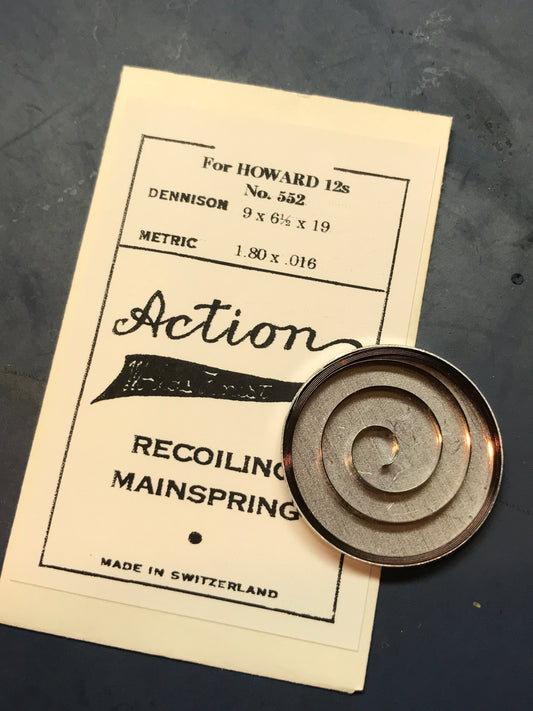 For HOWARD 12s
No. 552
DENNISON 9 x 6½ x 19
METRIC 1.80 x .016
Action
RECOILING
MAINSPRING
MADE IN SWITZERLAND